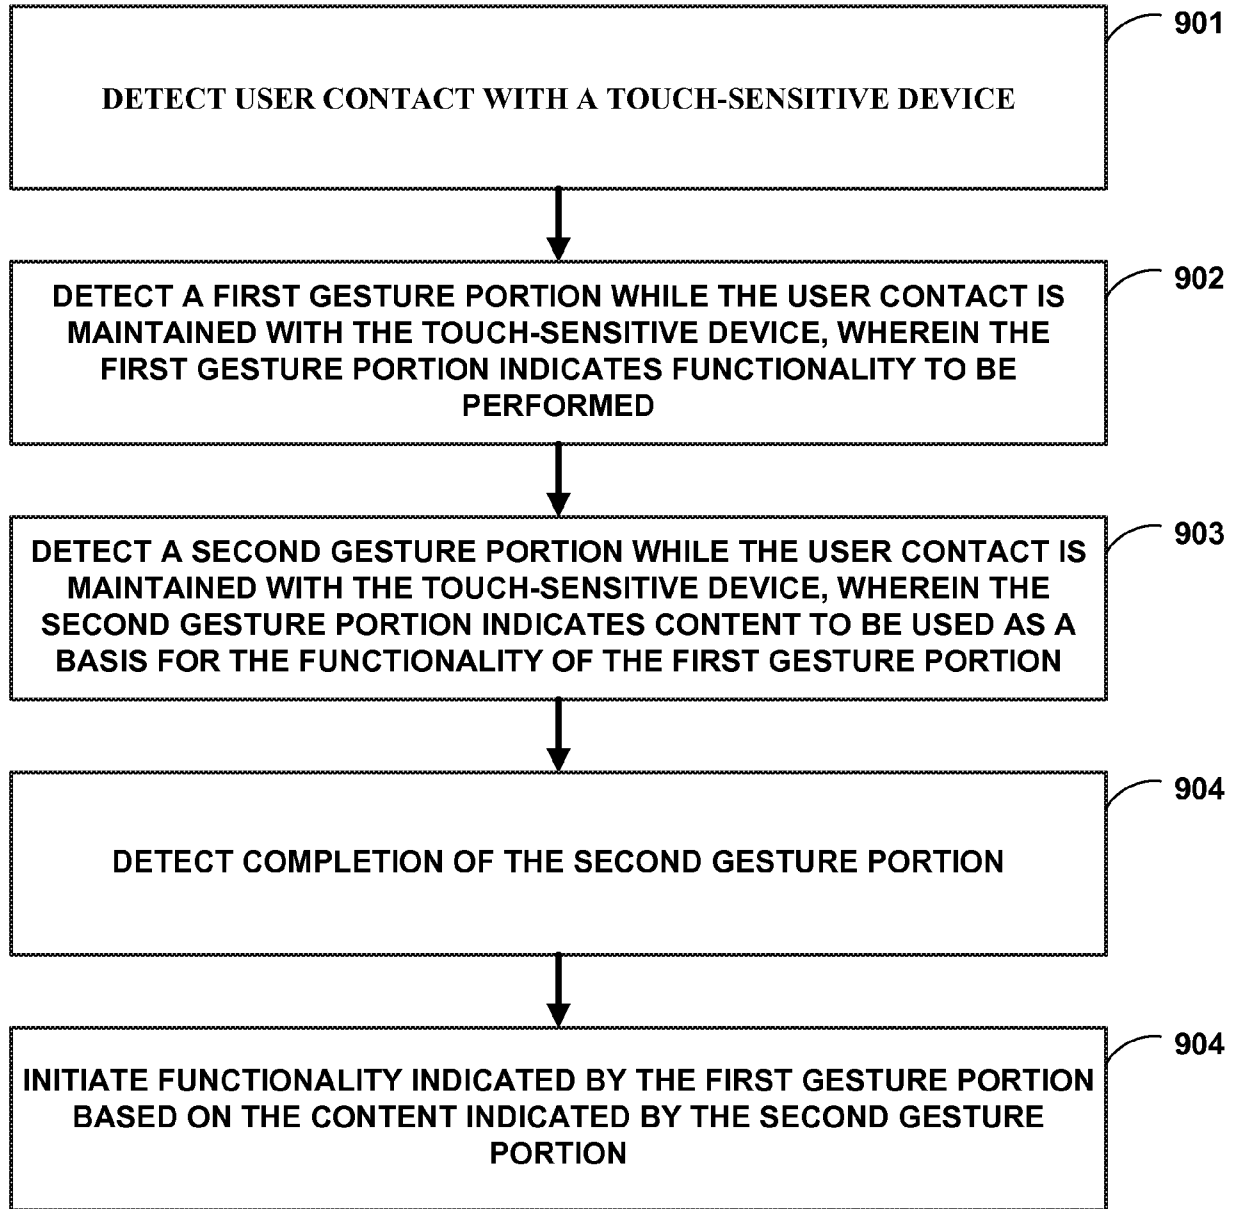 901
DETECT USER CONTACT WITH A TOUCH-SENSITIVE DEVICE
902
DETECT A FIRST GESTURE PORTION WHILE THE USER CONTACT IS
MAINTAINED WITH THE TOUCH-SENSITIVE DEVICE, WHEREIN THE
FIRST GESTURE PORTION INDICATES FUNCTIONALITY TO BE
PERFORMED
903
DETECT A SECOND GESTURE PORTION WHILE THE USER CONTACT IS
MAINTAINED WITH THE TOUCH-SENSITIVE DEVICE, WHEREIN THE
SECOND GESTURE PORTION INDICATES CONTENT TO BE USED AS A
BASIS FOR THE FUNCTIONALITY OF THE FIRST GESTURE PORTION
904
DETECT COMPLETION OF THE SECOND GESTURE PORTION
904
INITIATE FUNCTIONALITY INDICATED BY THE FIRST GESTURE PORTION
BASED ON THE CONTENT INDICATED BY THE SECOND GESTURE
PORTION